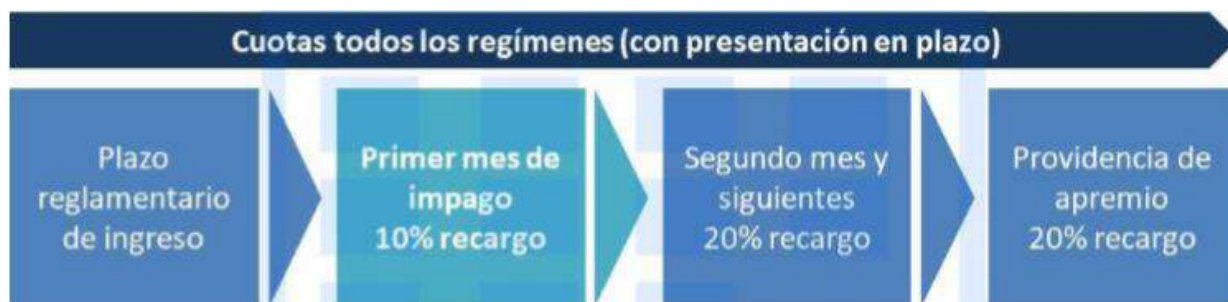 Cuotas todos los regímenes (con presentación en plazo)
Plazo
reglamentario
de ingreso
Primer mes de
impago
10% recargo
Segundo mes y
siguientes
20% recargo
Providencia de
apremio
20% recargo